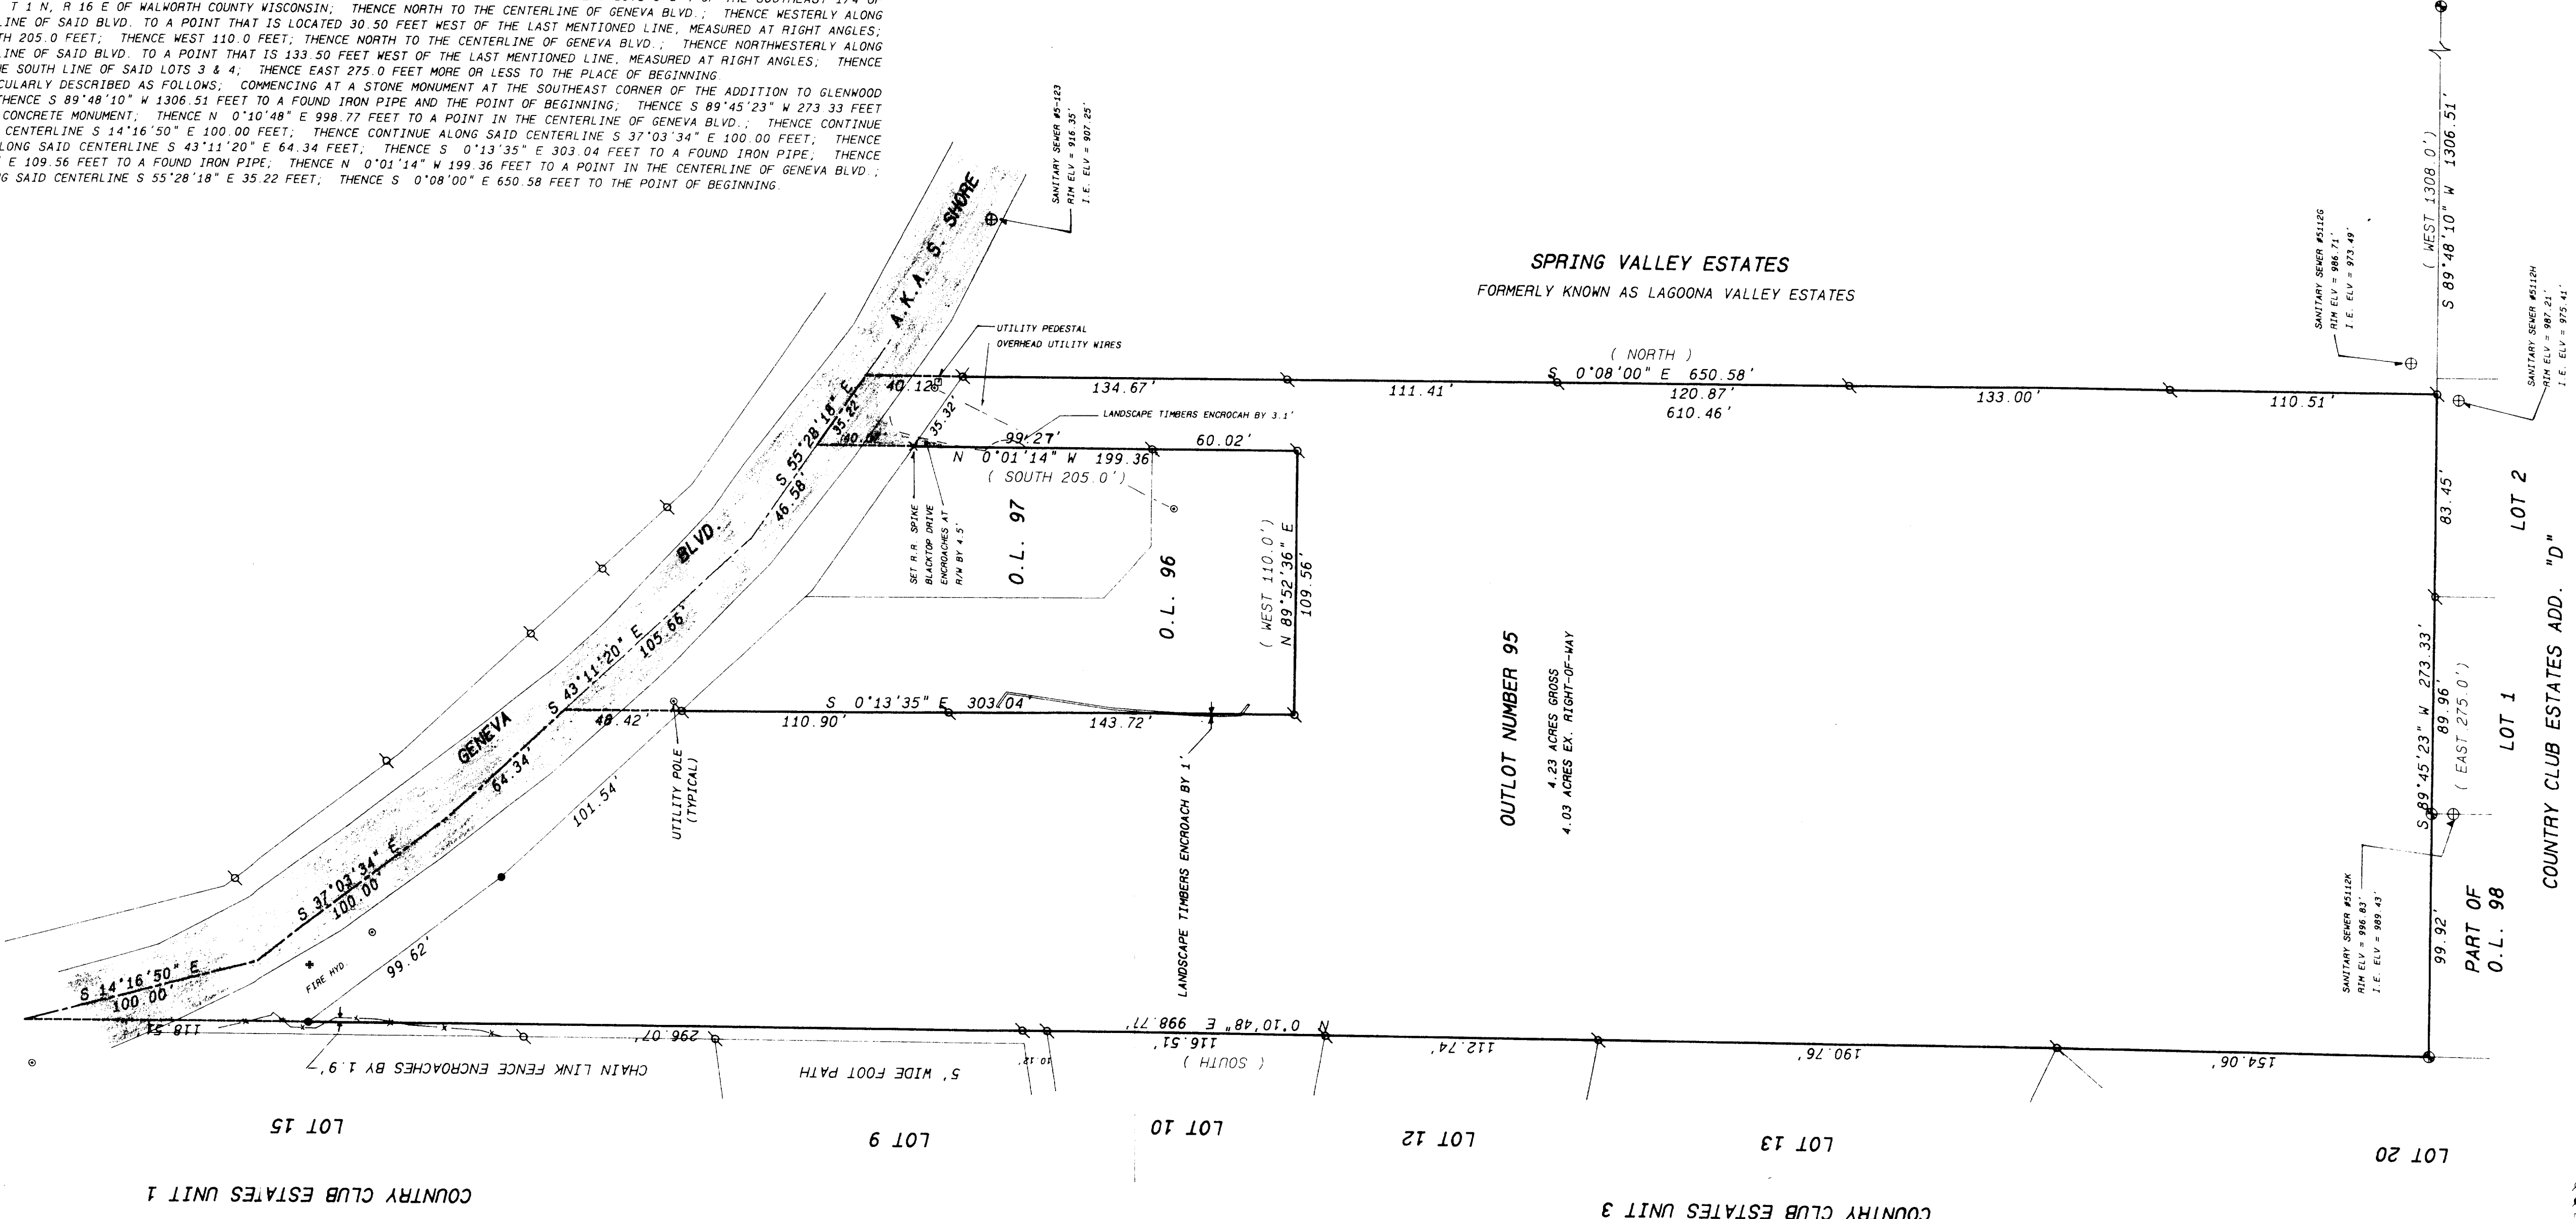 T 1 N, R 16 E OF WALWORTH COUNTY WISCONSIN; THENCE NORTH TO THE CENTERLINE OF GENEVA BLVD.; THENCE WESTERLY ALONG
LINE OF SAID BLVD. TO A POINT THAT IS LOCATED 30.50 FEET WEST OF THE LAST MENTIONED LINE, MEASURED AT RIGHT ANGLES;
TH 205.0 FEET; THENCE WEST 110.0 FEET; THENCE NORTH TO THE CENTERLINE OF GENEVA BLVD.; THENCE NORTHWESTERLY ALONG
LINE OF SAID BLVD. TO A POINT THAT IS 133.50 FEET WEST OF THE LAST MENTIONED LINE, MEASURED AT RIGHT ANGLES; THENCE
E SOUTH LINE OF SAID LOTS 3 & 4; THENCE EAST 275.0 FEET MORE OR LESS TO THE PLACE OF BEGINNING.
CULARLY DESCRIBED AS FOLLOWS; COMMENCING AT A STONE MONUMENT AT THE SOUTHEAST CORNER OF THE ADDITION TO GLENWOOD
THENCE S 89°48'10" W 1306.51 FEET TO A FOUND IRON PIPE AND THE POINT OF BEGINNING; THENCE S 89°45'23" W 273.33 FEET
CONCRETE MONUMENT; THENCE N 0°10'48" E 998.77 FEET TO A POINT IN THE CENTERLINE OF GENEVA BLVD.; THENCE CONTINUE
CENTERLINE S 14°16'50" E 100.00 FEET; THENCE CONTINUE ALONG SAID CENTERLINE S 37°03'34" E 100.00 FEET; THENCE
LONG SAID CENTERLINE S 43°11'20" E 64.34 FEET; THENCE S 0°13'35" E 303.04 FEET TO A FOUND IRON PIPE; THENCE
E 109.56 FEET TO A FOUND IRON PIPE; THENCE N 0°01'14" W 199.36 FEET TO A POINT IN THE CENTERLINE OF GENEVA BLVD.;
G SAID CENTERLINE S 55°28'18" E 35.22 FEET; THENCE S 0°08'00" E 650.58 FEET TO THE POINT OF BEGINNING.
SANITARY SEWER #5-123
RIM ELV = 916.35'
I.E. ELV = 907.25'
A.K.A. S. SHORE
SPRING VALLEY ESTATES
FORMERLY KNOWN AS LAGOONA VALLEY ESTATES
SANITARY SEWER #5112G
RIM ELV = 986.71'
I.E. ELV = 973.49'
( WEST 1308.0')
S 89°48'10" W 1306.51'
SANITARY SEWER #5112H
RIM ELV = 987.21'
I.E. ELV = 975.41'
UTILITY PEDESTAL
OVERHEAD UTILITY WIRES
( NORTH )
S 0°08'00" E 650.58'
40.12'
134.67'
111.41'
120.87'
610.46'
133.00'
110.51'
LANDSCAPE TIMBERS ENCROCAH BY 3.1'
35.32'
S 55°28'18" E
35.22'
46.58'
99.27'
60.02'
N 0°01'14" W 199.36
( SOUTH 205.0')
SET R.R. SPIKE
BLACKTOP DRIVE
ENCROACHES AT
R/W BY 4.5'
O.L. 97
O.L. 96
( WEST 110.0')
N 89°52'36" E
109.56'
GENEVA BLVD.
S 43°11'20" E
105.66'
64.34'
S 0°13'35" E 303.04'
48.42'
110.90'
143.72'
UTILITY POLE
(TYPICAL)
101.54'
LANDSCAPE TIMBERS ENCROACH BY 1'
OUTLOT NUMBER 95
4.23 ACRES GROSS
4.03 ACRES EX. RIGHT-OF-WAY
83.45'
LOT 2
S 89°45'23" W 273.33'
89.96'
( EAST 275.0')
LOT 1
COUNTRY CLUB ESTATES ADD. "D"
SANITARY SEWER #5112K
RIM ELV = 996.83'
I.E. ELV = 989.43'
99.92'
PART OF
O.L. 98
S 37°03'34" E
100.00'
S 14°16'50" E
100.00'
FIRE HYD.
99.62'
118.51
296.07'
10.12'
N 0°10'48" E 998.77'
116.51'
( SOUTH )
112.74'
190.76'
154.06'
CHAIN LINK FENCE ENCROACHES BY 1.9'
5' WIDE FOOT PATH
LOT 15
LOT 9
LOT 10
LOT 12
LOT 13
LOT 20
COUNTRY CLUB ESTATES UNIT 1
COUNTRY CLUB ESTATES UNIT 3